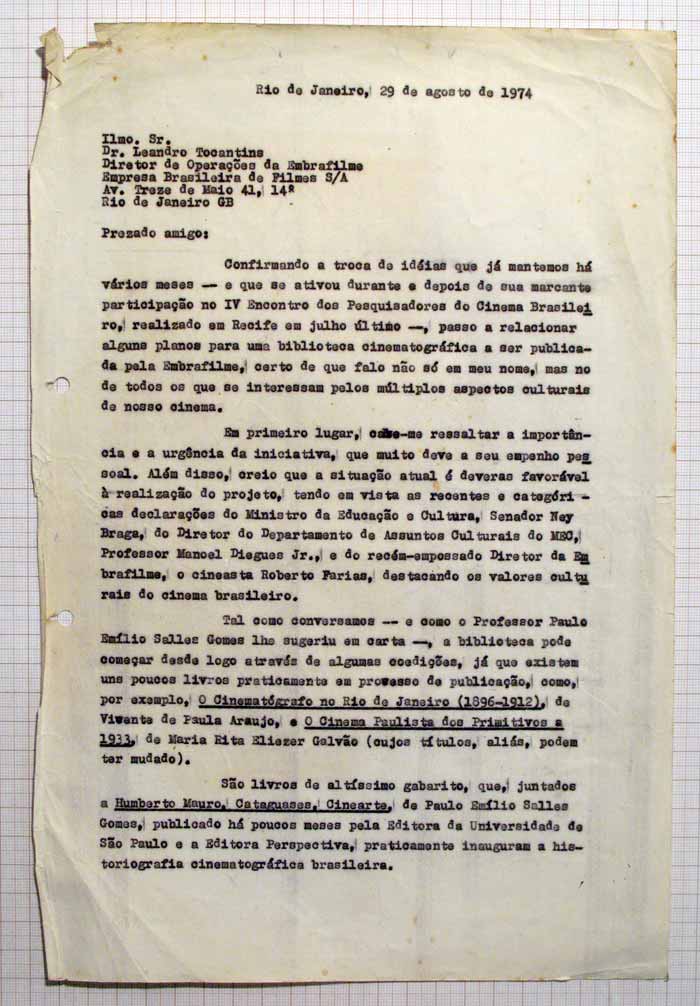 Rio de Janeiro, 29 de agosto de 1974
Ilmo. Sr.
Dr. Leandro Tocantins
Diretor de Operações da Embrafilme
Empresa Brasileira de Filmes S/A
Av. Treze de Maio 41, 14º
Rio de Janeiro GB
Prezado amigo:
Confirmando a troca de idéias que já mantemos há
vários meses -- e que se ativou durante e depois de sua marcante
participação no IV Encontro dos Pesquisadores do Cinema Brasilei
ro, realizado em Recife em julho último --, passo a relacionar
alguns planos para uma biblioteca cinematográfica a ser publica-
da pela Embrafilme, certo de que falo não só em meu nome, mas no
de todos os que se interessam pelos múltiplos aspectos culturais
de nosso cinema.
Em primeiro lugar, cabe-me ressaltar a importân-
cia e a urgência da iniciativa, que muito deve a seu empenho pes
soal. Além disso, creio que a situação atual é deveras favorável
à realização do projeto, tendo em vista as recentes e categóri -
cas declarações do Ministro da Educação e Cultura, Senador Ney
Braga, do Diretor do Departamento de Assuntos Culturais do MEC,
Professor Manoel Diegues Jr., e do recém-empossado Diretor da Em
brafilme, o cineasta Roberto Farias, destacando os valores cultu
rais do cinema brasileiro.
Tal como conversamos -- e como o Professor Paulo
Emílio Salles Gomes lhe sugeriu em carta --, a biblioteca pode
começar desde logo através de algumas coedições, já que existem
uns poucos livros praticamente em processo de publicação, como,
por exemplo, O Cinematógrafo no Rio de Janeiro (1896-1912), de
Vivente de Paula Araujo, e O Cinema Paulista dos Primitivos a
1933, de Maria Rita Eliezer Galvão (cujos títulos, aliás, podem
ter mudado).
São livros de altíssimo gabarito, que, juntados
a Humberto Mauro, Cataguases, Cinearte, de Paulo Emílio Salles
Gomes, publicado há poucos meses pela Editora da Universidade de
São Paulo e a Editora Perspectiva, praticamente inauguram a his-
toriografia cinematográfica brasileira.